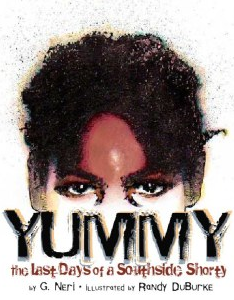 YUMMY
the Last Days of a Southside Shorty
by G. Neri • illustrated by Randy DuBurke